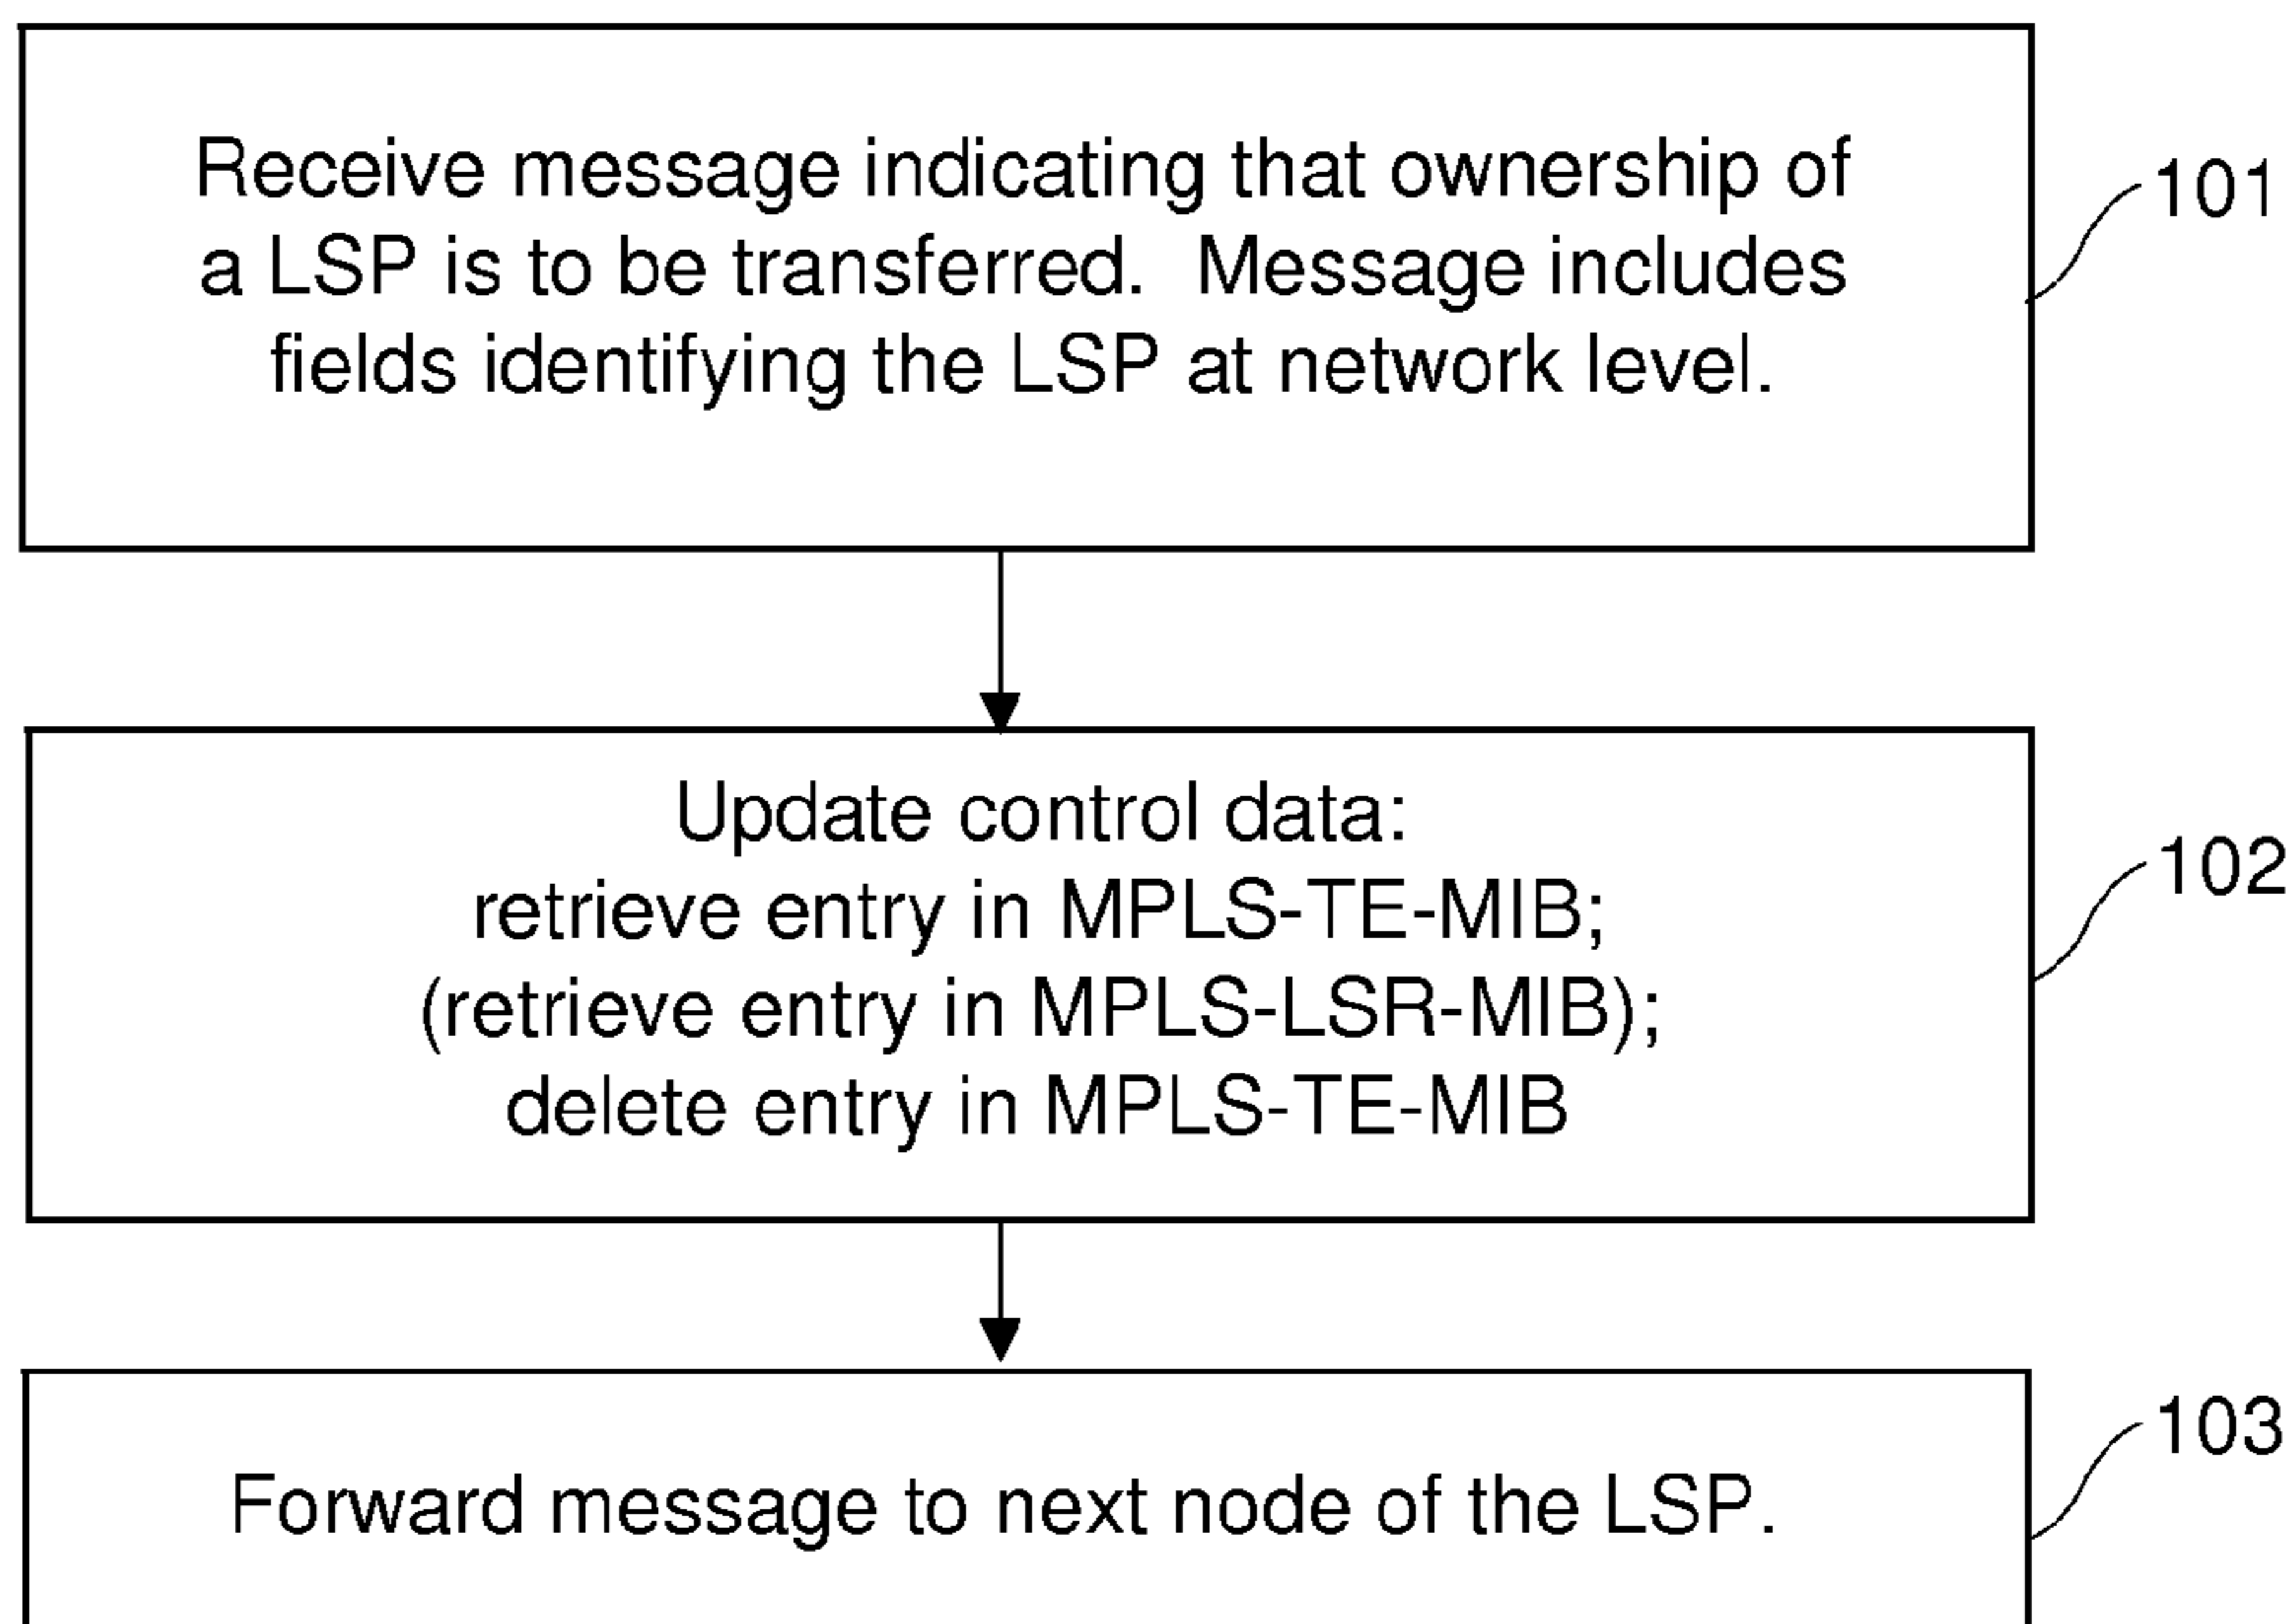 Receive message indicating that ownership of
a LSP is to be transferred. Message includes
fields identifying the LSP at network level.
101
Update control data:
retrieve entry in MPLS-TE-MIB;
(retrieve entry in MPLS-LSR-MIB);
delete entry in MPLS-TE-MIB
102
Forward message to next node of the LSP.
103